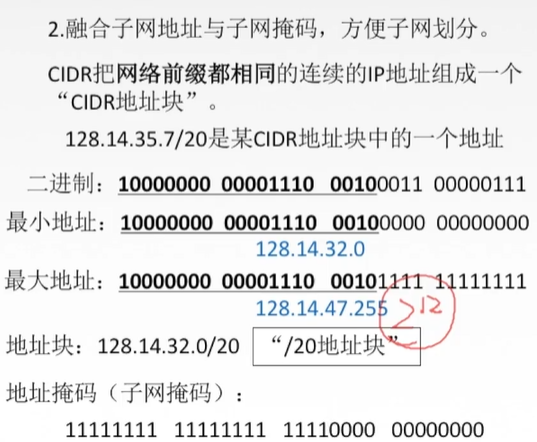 2.融合子网地址与子网掩码，方便子网划分。
CIDR把网络前缀都相同的连续的IP地址组成一个
“CIDR地址块”。
128.14.35.7/20是某CIDR地址块中的一个地址
二进制：10000000 00001110 00100011 00000111
最小地址：10000000 00001110 00100000 00000000
128.14.32.0
最大地址：10000000 00001110 00101111 11111111
128.14.47.255
2^12
地址块：128.14.32.0/20 “/20地址块”
地址掩码（子网掩码）：
11111111 11111111 11110000 00000000